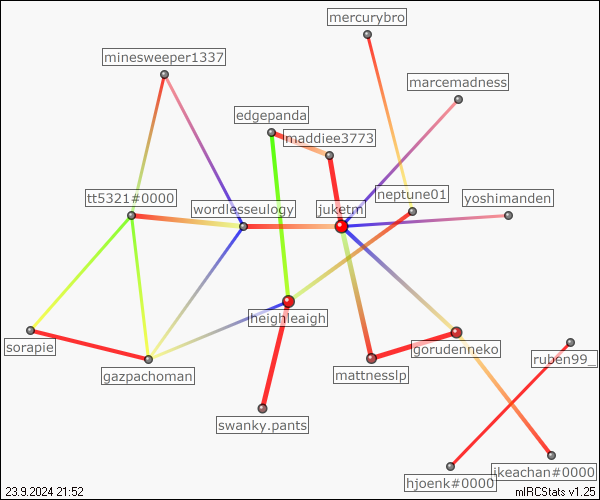 mercurybro
minesweeper1337
marcemadness
edgepanda
maddiee3773
tt5321#0000
neptune01
yoshimanden
wordlesseulogy
juketm
heighleaigh
sorapie
gorudenneko
ruben99_
gazpachoman
mattnesslp
swanky.pants
ikeachan#0000
hjoenk#0000
23.9.2024 21:52
mIRCStats v1.25